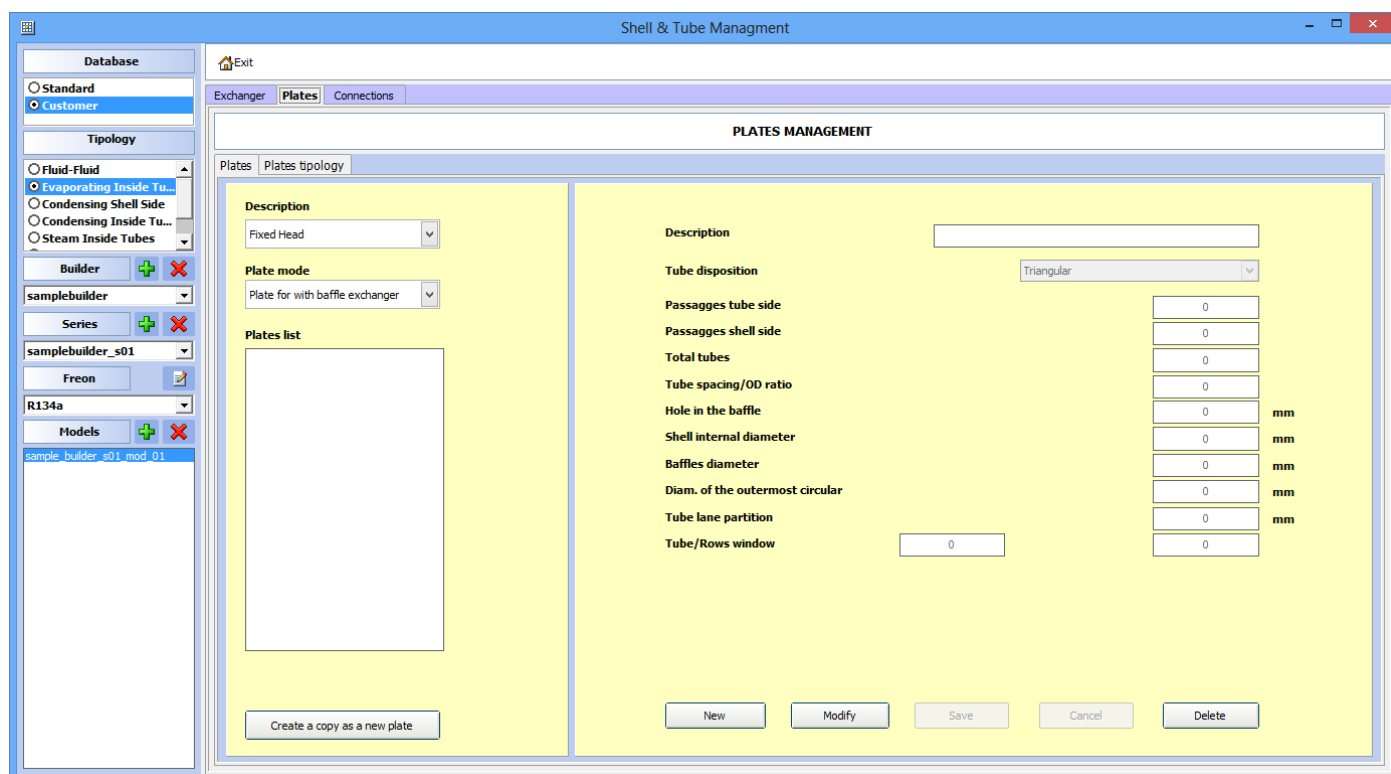 Shell & Tube Managment
Database
Standard
Customer
Tipology
Fluid-Fluid
Evaporating Inside Tu...
Condensing Shell Side
Condensing Inside Tu...
Steam Inside Tubes
Builder
samplebuilder
Series
samplebuilder_s01
Freon
R134a
Models
sample_builder_s01_mod_01
Exit
Exchanger Plates Connections
PLATES MANAGEMENT
Plates Plates tipology
Description
Fixed Head
Plate mode
Plate for with baffle exchanger
Plates list
Create a copy as a new plate
Description
Tube disposition Triangular
Passagges tube side 0
Passagges shell side 0
Total tubes 0
Tube spacing/OD ratio 0
Hole in the baffle 0 mm
Shell internal diameter 0 mm
Baffles diameter 0 mm
Diam. of the outermost circular 0 mm
Tube lane partition 0 mm
Tube/Rows window 0 0
New Modify Save Cancel Delete